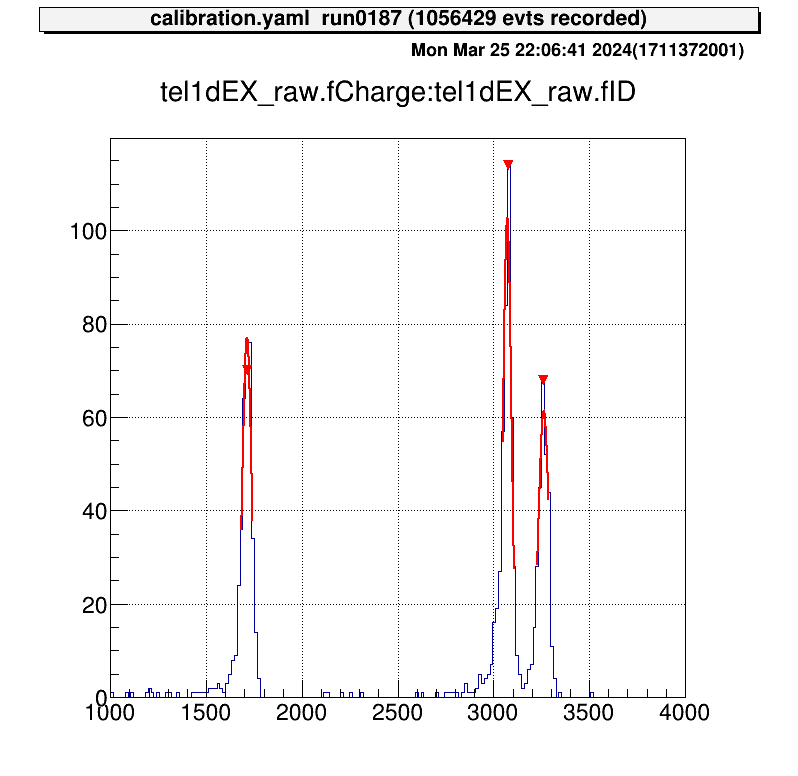 calibration.yaml run0187 (1056429 evts recorded)
Mon Mar 25 22:06:41 2024(1711372001)
tel1dEX_raw.fCharge:tel1dEX_raw.fID
100
80
60
40
20
0
1000 1500 2000 2500 3000 3500 4000